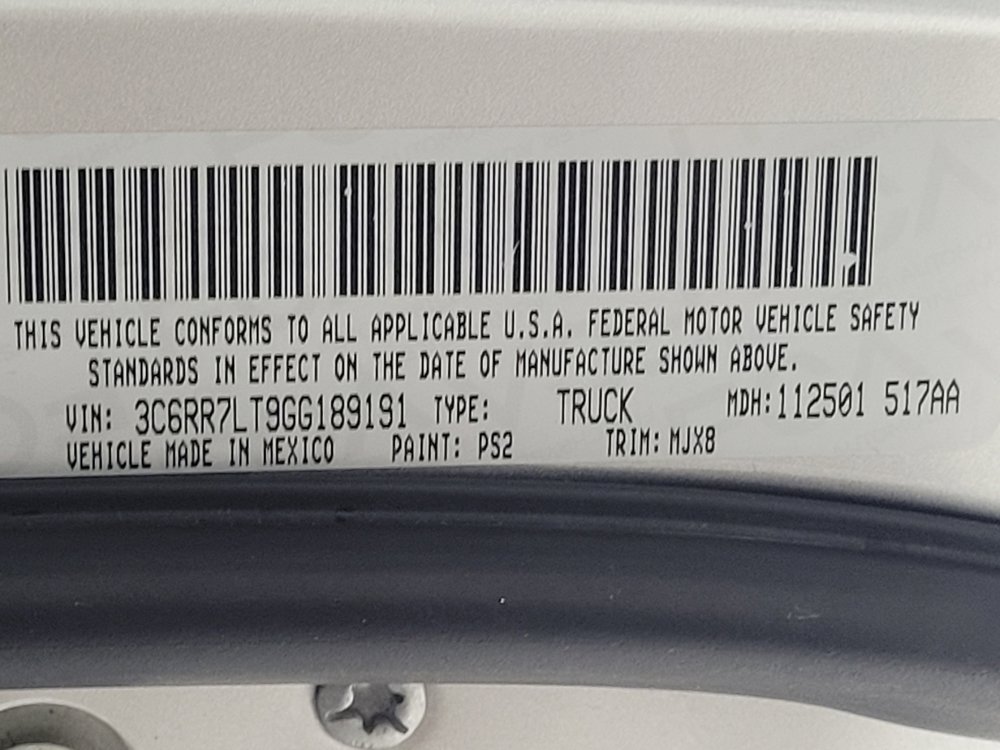 THIS VEHICLE CONFORMS TO ALL APPLICABLE U.S.A. FEDERAL MOTOR VEHICLE SAFETY
STANDARDS IN EFFECT ON THE DATE OF MANUFACTURE SHOWN ABOVE.
VIN: 3C6RR7LT9GG189191 TYPE: TRUCK MDH:112501 517AA
VEHICLE MADE IN MEXICO PAINT: PS2 TRIM: MJX8